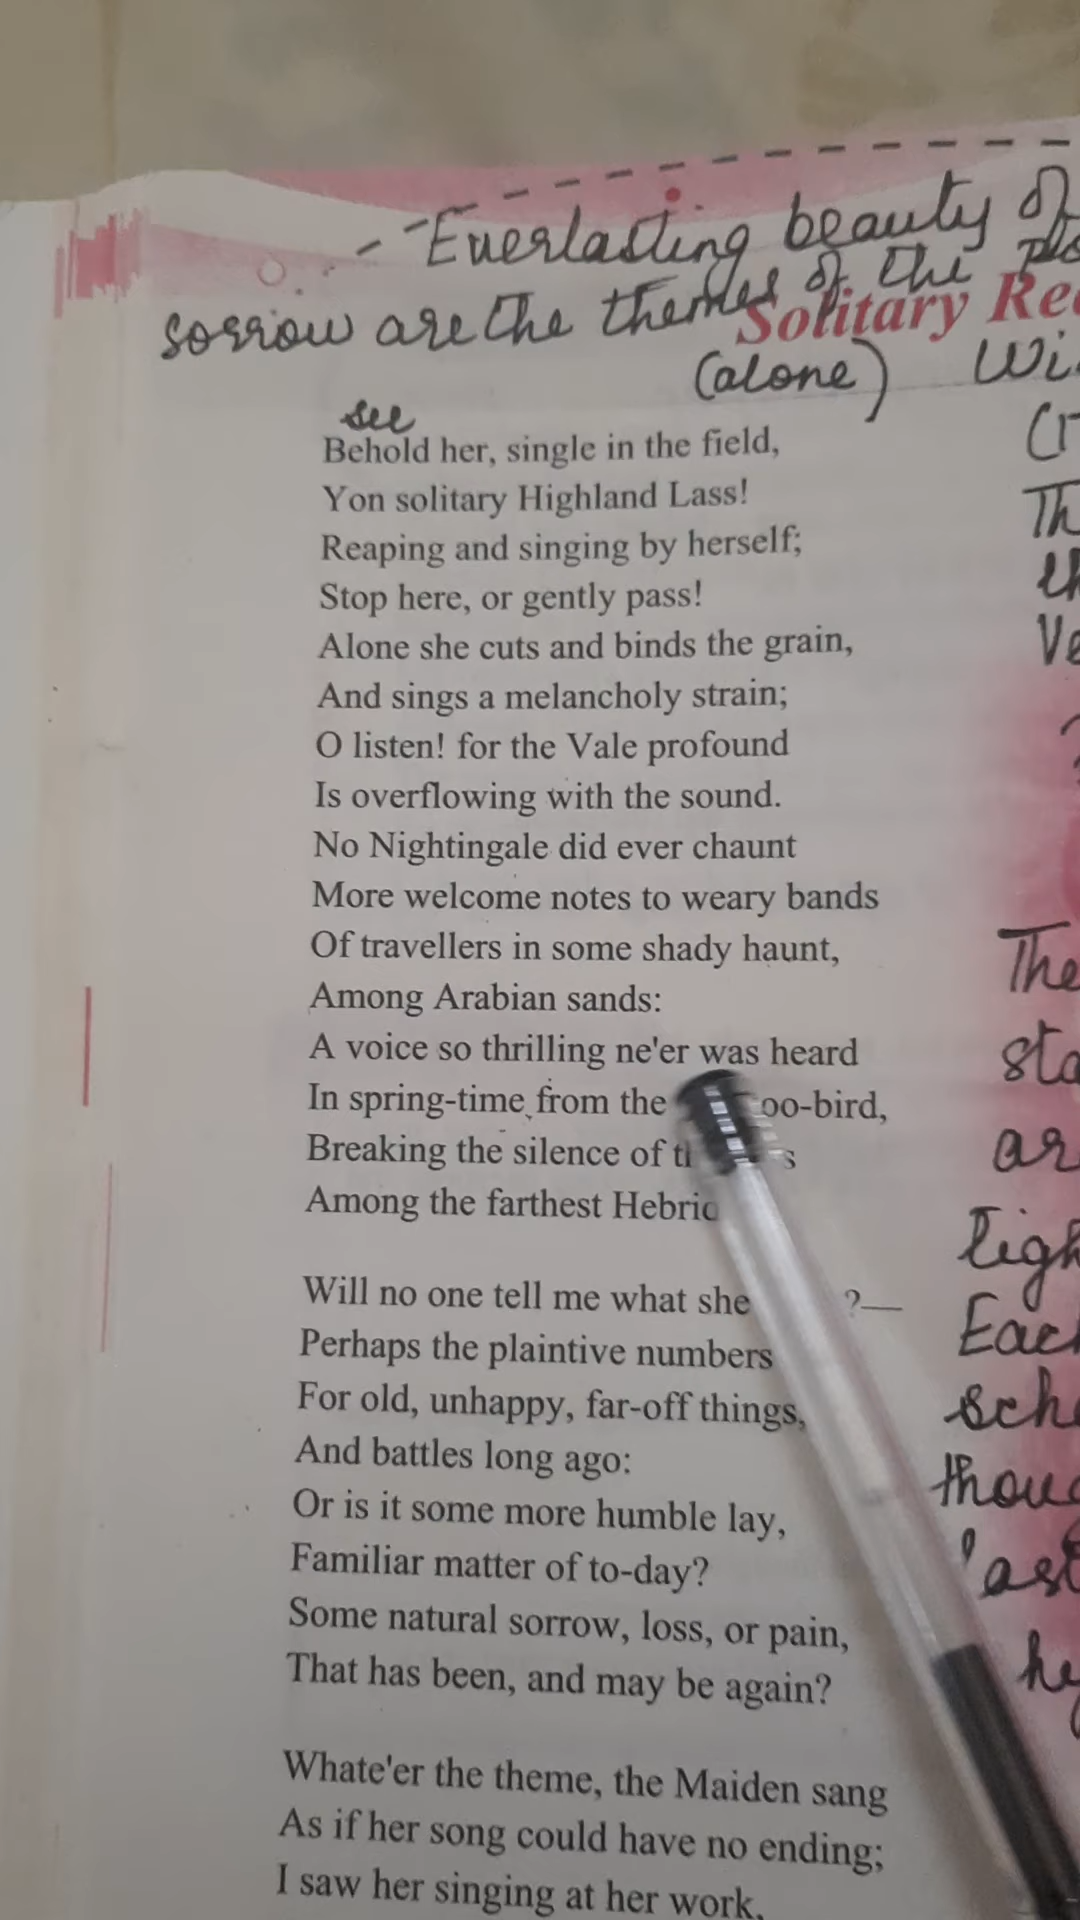 Everlasting beauty of
sorrow are the themes of the
Solitary
(alone)
see
Behold her, single in the field,
Yon solitary Highland Lass!
Reaping and singing by herself;
Stop here, or gently pass!
Alone she cuts and binds the grain,
And sings a melancholy strain;
O listen! for the Vale profound
Is overflowing with the sound.
No Nightingale did ever chaunt
More welcome notes to weary bands
Of travellers in some shady haunt,
Among Arabian sands:
A voice so thrilling ne'er was heard
In spring-time from the oo-bird,
Breaking the silence of
Among the farthest
Will no one tell me what she ?—
Perhaps the plaintive numbers
For old, unhappy, far-off things,
And battles long ago:
Or is it some more humble lay,
Familiar matter of to-day?
Some natural sorrow, loss, or pain,
That has been, and may be again?
Whate'er the theme, the Maiden sang
As if her song could have no ending;
I saw her singing at her work,
The